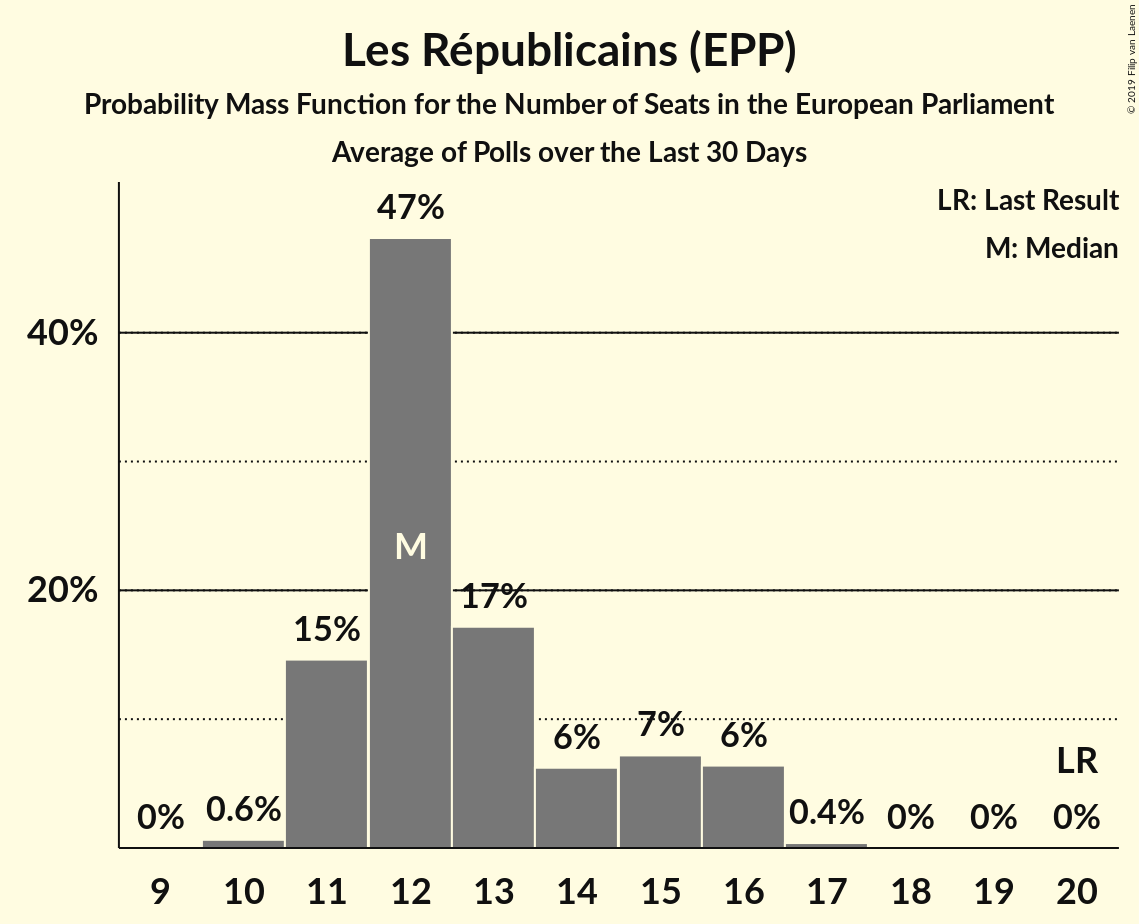 Les Républicains (EPP)
Probability Mass Function for the Number of Seats in the European Parliament
Average of Polls over the Last 30 Days
© 2019 Filip van Laenen
LR: Last Result
M: Median
40%
20%
0%
0.6%
15%
47%
M
17%
6%
7%
6%
0.4%
0%
0%
LR
0%
9 10 11 12 13 14 15 16 17 18 19 20